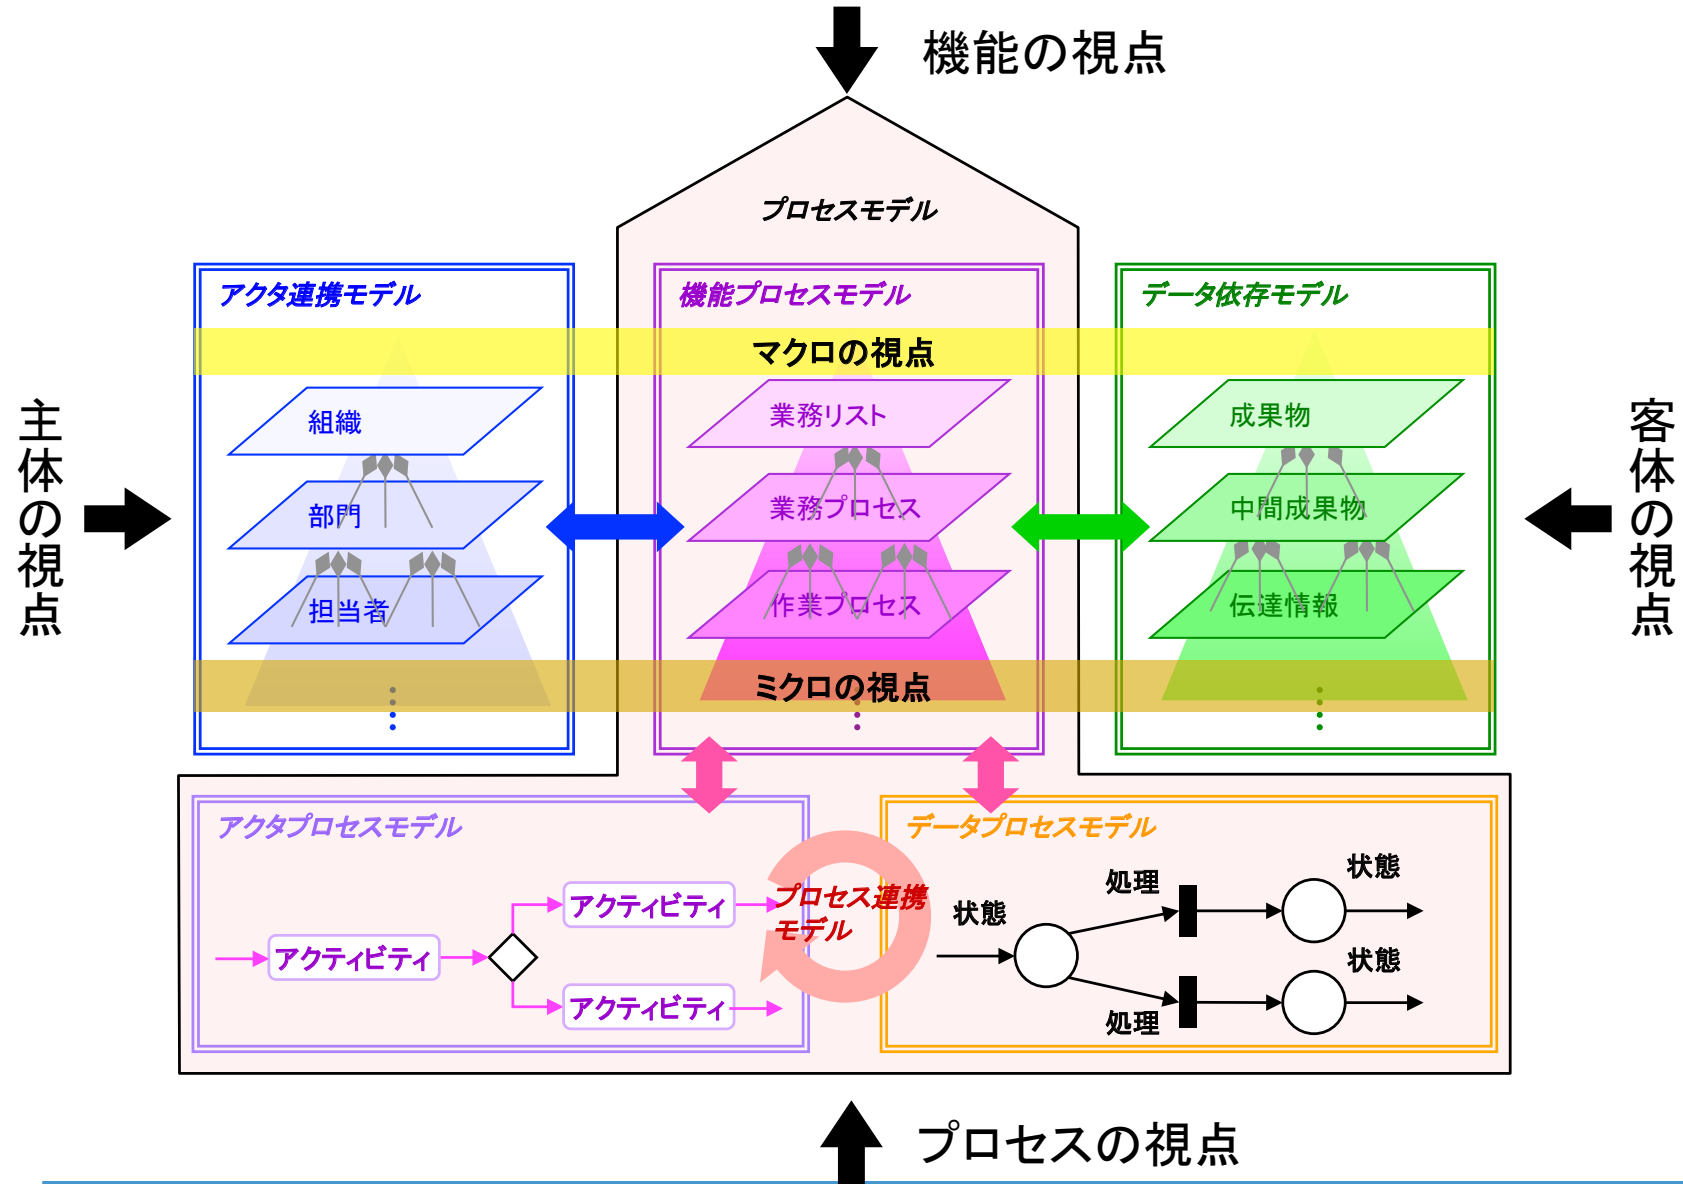 機能の視点
プロセスモデル
アクタ連携モデル
機能プロセスモデル
データ依存モデル
マクロの視点
主体の視点
組織
部門
担当者
業務リスト
業務プロセス
作業プロセス
成果物
中間成果物
伝達情報
客体の視点
ミクロの視点
アクタプロセスモデル
アクティビティ
アクティビティ
アクティビティ
プロセス連携
モデル
データプロセスモデル
状態
処理
状態
処理
状態
プロセスの視点